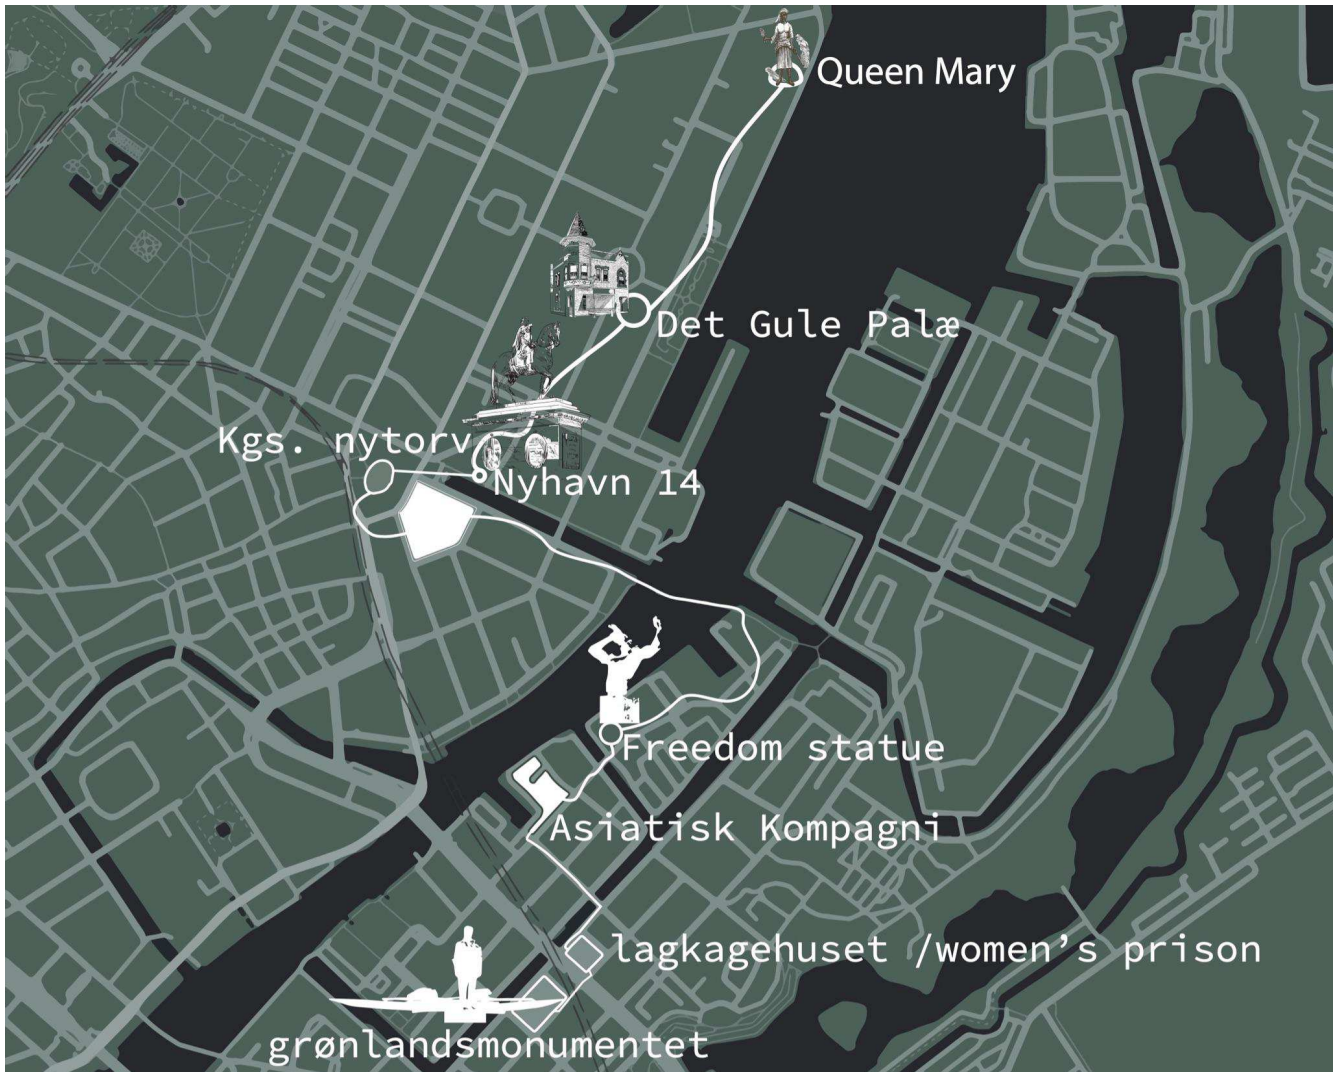 Queen Mary
Det Gule Palæ
Kgs. nytorv
Nyhavn 14
Freedom statue
Asiatisk Kompagni
lagkagehuset /women’s prison
grønlandsmonumentet